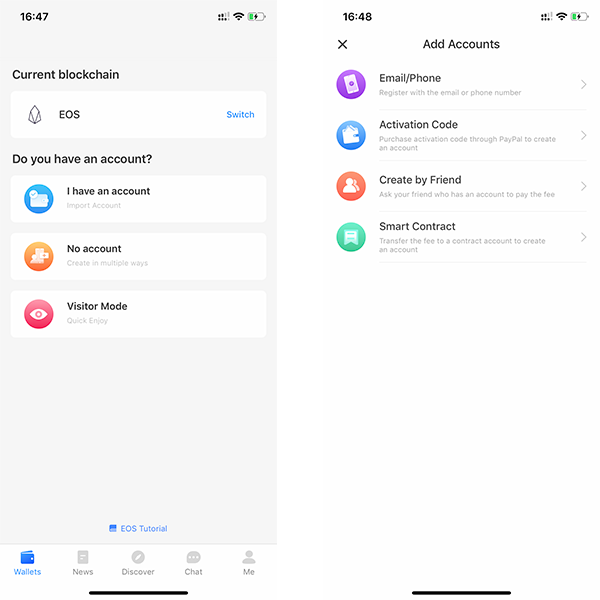 16:47
Current blockchain
EOS
Switch
Do you have an account?
I have an account
Import Account
No account
Create in multiple ways
Visitor Mode
Quick Enjoy
EOS Tutorial
Wallets
News
Discover
Chat
Me
16:48
Add Accounts
Email/Phone
Register with the email or phone number
Activation Code
Purchase activation code through PayPal to create
an account
Create by Friend
Ask your friend who has an account to pay the fee
Smart Contract
Transfer the fee to a contract account to create
an account